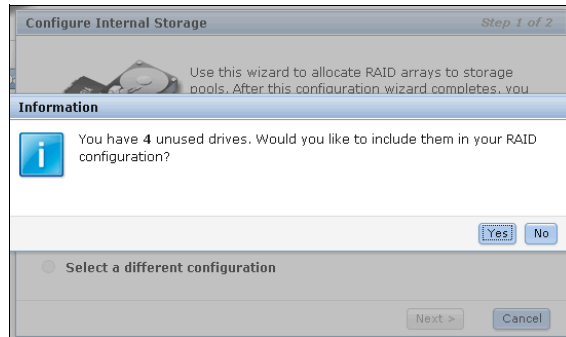 Configure Internal Storage
Step 1 of 2
Use this wizard to allocate RAID arrays to storage
pools. After this configuration wizard completes, you
Information
You have 4 unused drives. Would you like to include them in your RAID
configuration?
Yes
No
Select a different configuration
Next >
Cancel